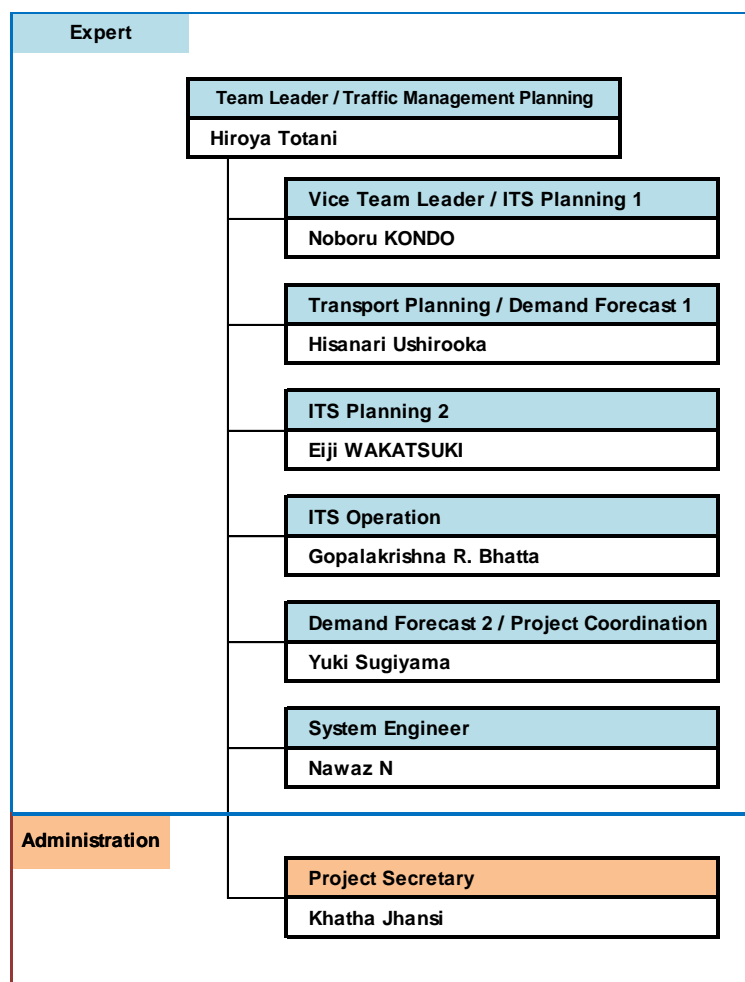 Expert
Team Leader / Traffic Management Planning
Hiroya Totani
Vice Team Leader / ITS Planning 1
Noboru KONDO
Transport Planning / Demand Forecast 1
Hisanari Ushirooka
ITS Planning 2
Eiji WAKATSUKI
ITS Operation
Gopalakrishna R. Bhatta
Demand Forecast 2 / Project Coordination
Yuki Sugiyama
System Engineer
Nawaz N
Administration
Project Secretary
Khatha Jhansi